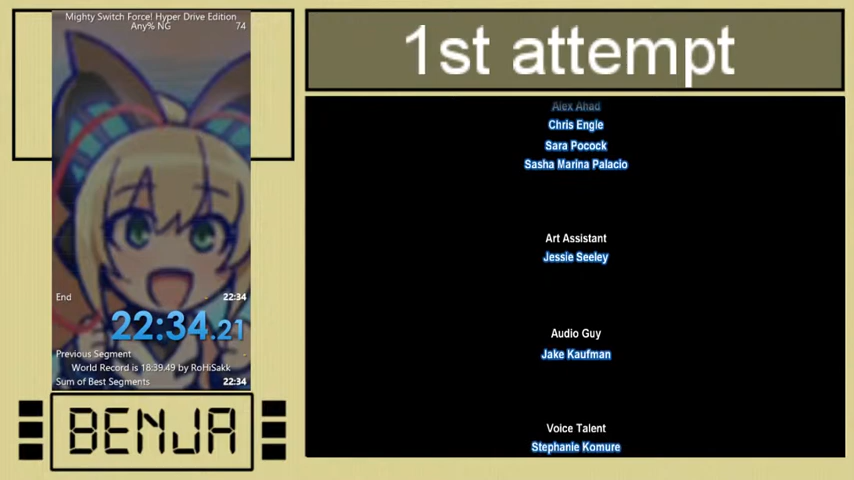 Mighty Switch Force! Hyper Drive Edition
Any% NG 74
End - 22:34
22:34.21
Previous Segment -
World Record is 18:39.49 by RoHiSakk
Sum of Best Segments 22:34
BENJA
1st attempt
Alex Ahad
Chris Engle
Sara Pocock
Sasha Marina Palacio
Art Assistant
Jessie Seeley
Audio Guy
Jake Kaufman
Voice Talent
Stephanie Komure